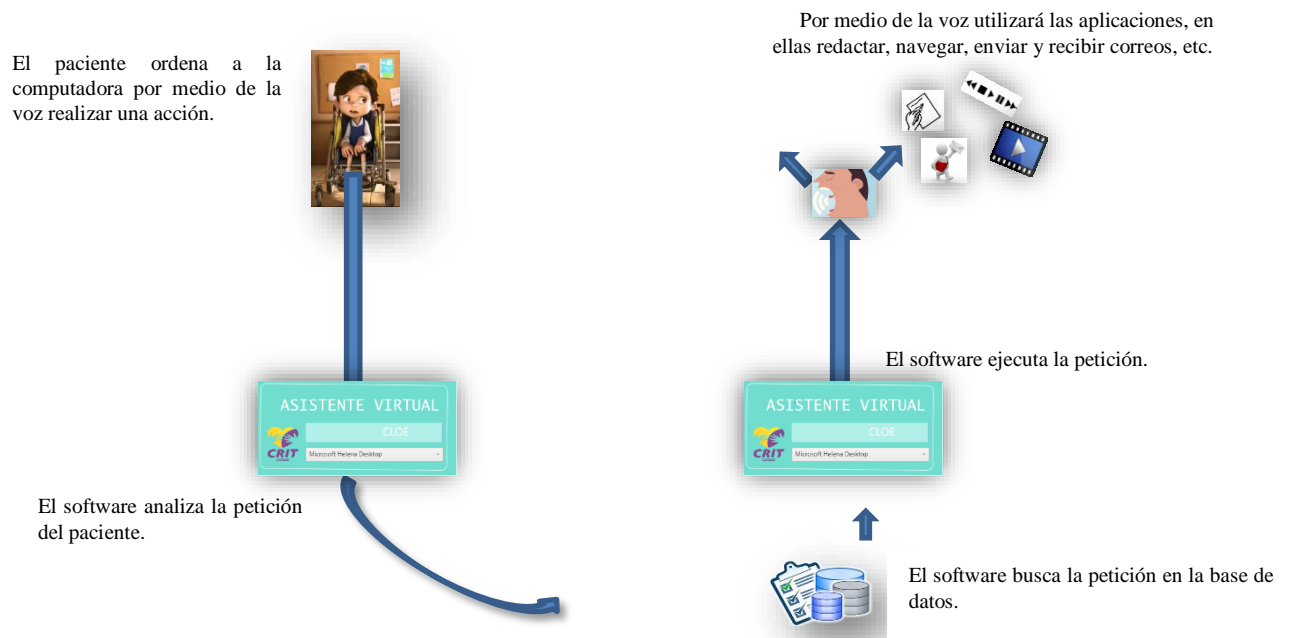 El paciente ordena a la
computadora por medio de la
voz realizar una acción.
ASISTENTE VIRTUAL
CLOE
CRIT
Microsoft Helena Desktop
El software analiza la petición
del paciente.
Por medio de la voz utilizará las aplicaciones, en
ellas redactar, navegar, enviar y recibir correos, etc.
El software ejecuta la petición.
ASISTENTE VIRTUAL
CLOE
CRIT
Microsoft Helena Desktop
El software busca la petición en la base de
datos.